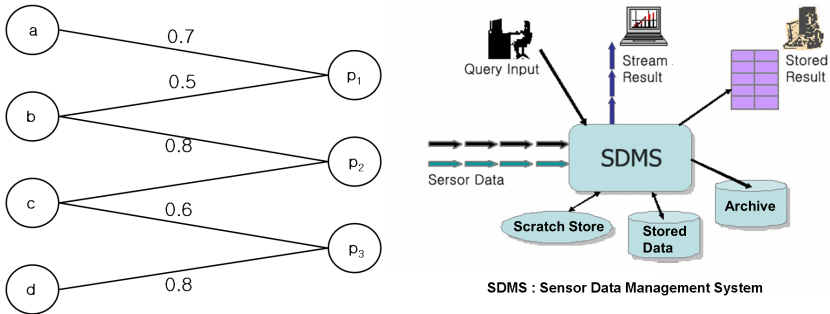 a
0.7
p1
0.5
b
0.8
p2
c
0.6
p3
d
0.8
Query Input
Stream
Result
Stored
Result
SDMS
Sersor Data
Archive
Scratch Store
Stored
Data
SDMS : Sensor Data Management System